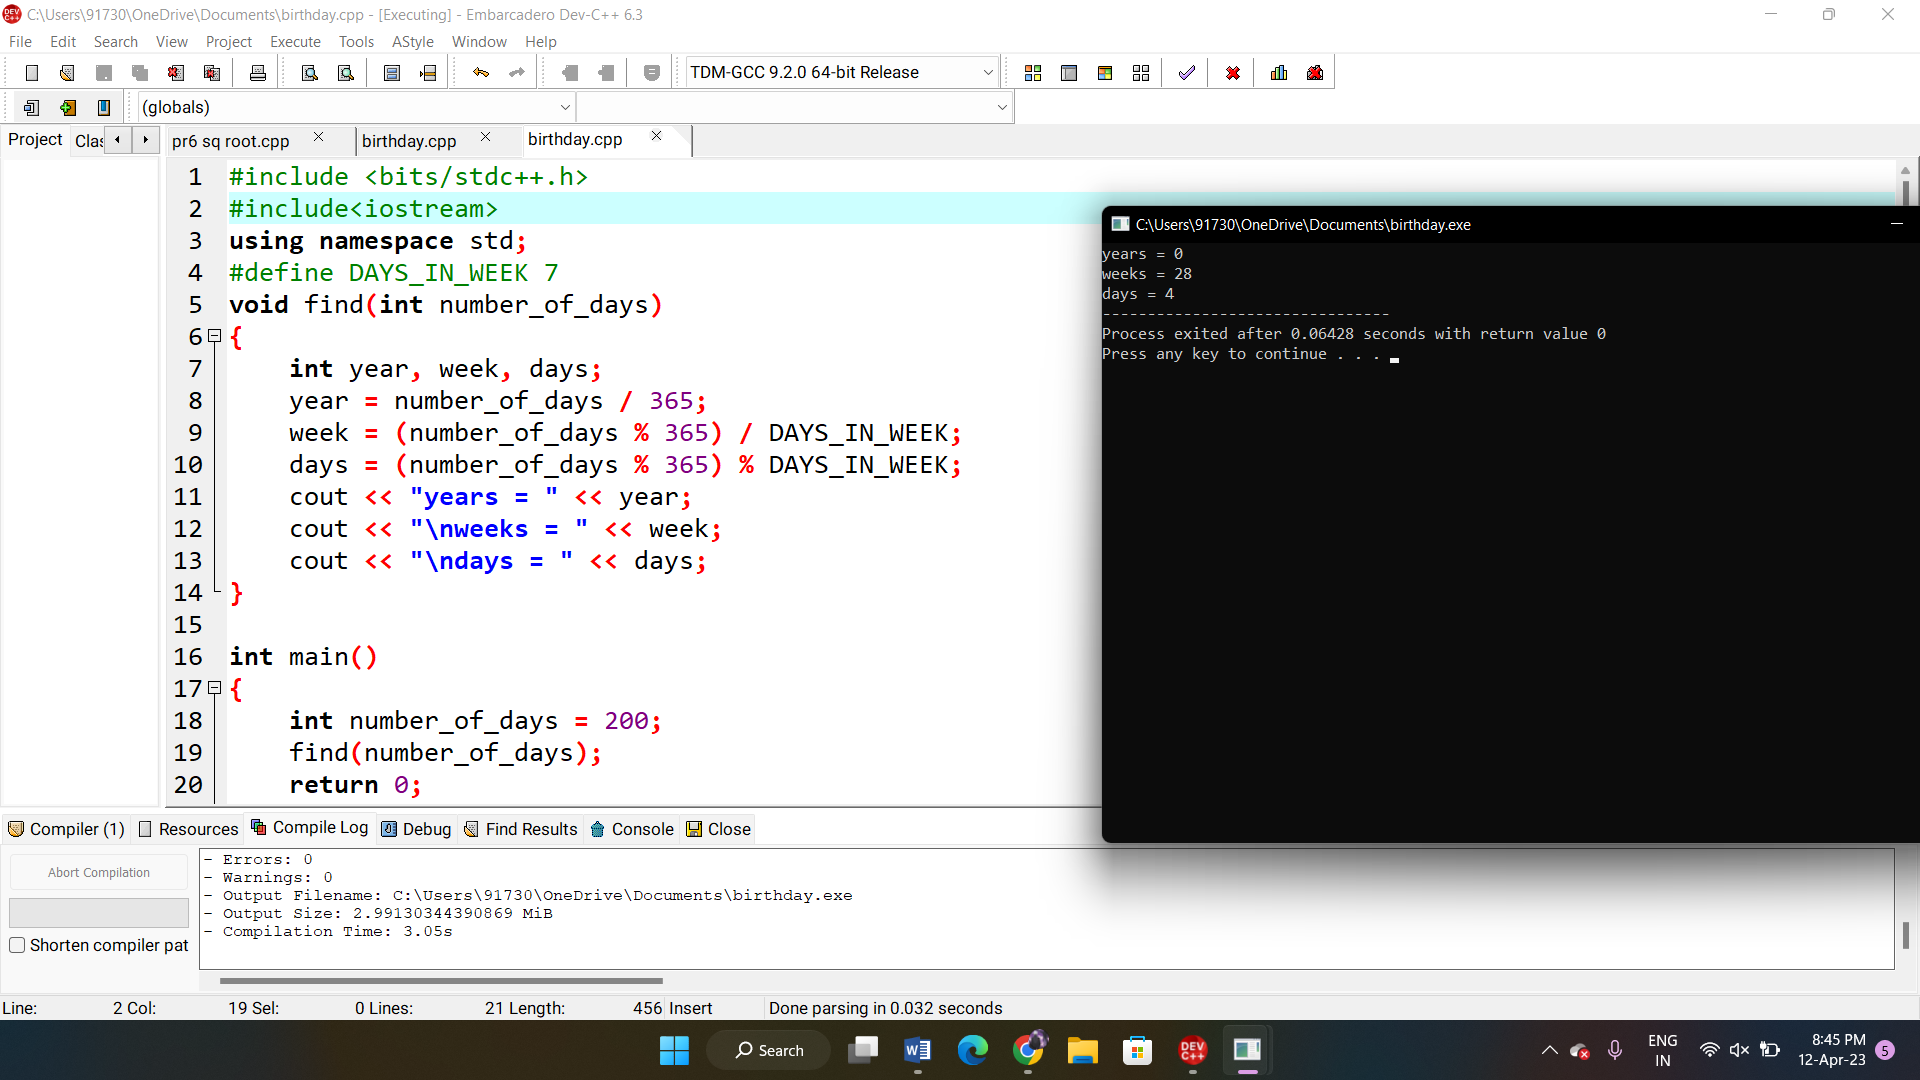 C:\Users\91730\OneDrive\Documents\birthday.cpp - [Executing] - Embarcadero Dev-C++ 6.3
File Edit Search View Project Execute Tools AStyle Window Help
TDM-GCC 9.2.0 64-bit Release
(globals)
Project Clas pr6 sq root.cpp birthday.cpp birthday.cpp
1 #include <bits/stdc++.h>
2 #include<iostream>
3 using namespace std;
4 #define DAYS_IN_WEEK 7
5 void find(int number_of_days)
6 {
7 int year, week, days;
8 year = number_of_days / 365;
9 week = (number_of_days % 365) / DAYS_IN_WEEK;
10 days = (number_of_days % 365) % DAYS_IN_WEEK;
11 cout << "years = " << year;
12 cout << "\nweeks = " << week;
13 cout << "\ndays = " << days;
14 }
15
16 int main()
17 {
18 int number_of_days = 200;
19 find(number_of_days);
20 return 0;
C:\Users\91730\OneDrive\Documents\birthday.exe
years = 0
weeks = 28
days = 4
--------------------------------
Process exited after 0.06428 seconds with return value 0
Press any key to continue . . .
Compiler (1) Resources Compile Log Debug Find Results Console Close
Abort Compilation
Shorten compiler pat
- Errors: 0
- Warnings: 0
- Output Filename: C:\Users\91730\OneDrive\Documents\birthday.exe
- Output Size: 2.99130344390869 MiB
- Compilation Time: 3.05s
Line: 2 Col: 19 Sel: 0 Lines: 21 Length: 456 Insert Done parsing in 0.032 seconds
Search
DEV C++
ENG
IN
8:45 PM
12-Apr-23
5